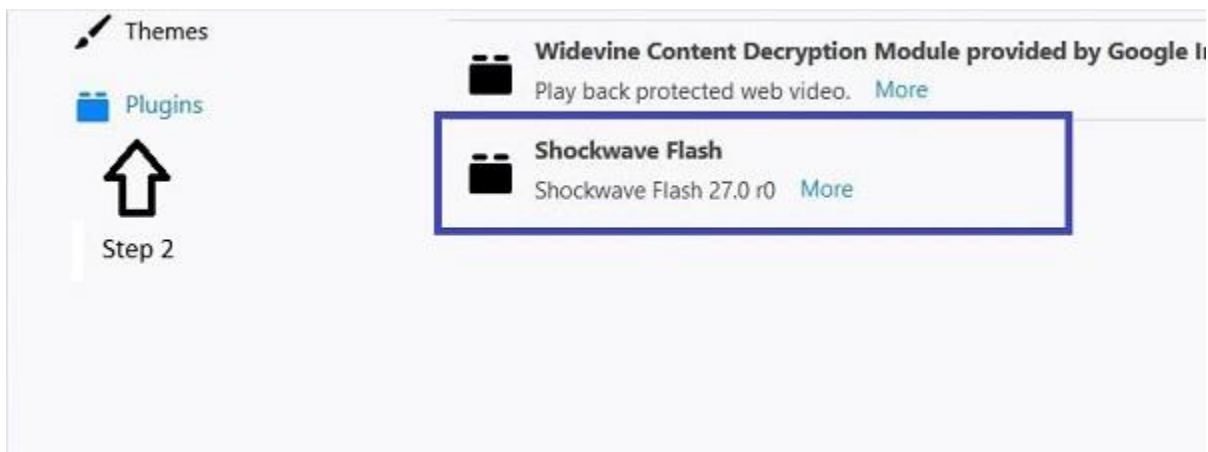 Themes
Plugins
Step 2
Widevine Content Decryption Module provided by Google
Play back protected web video. More
Shockwave Flash
Shockwave Flash 27.0 r0 More